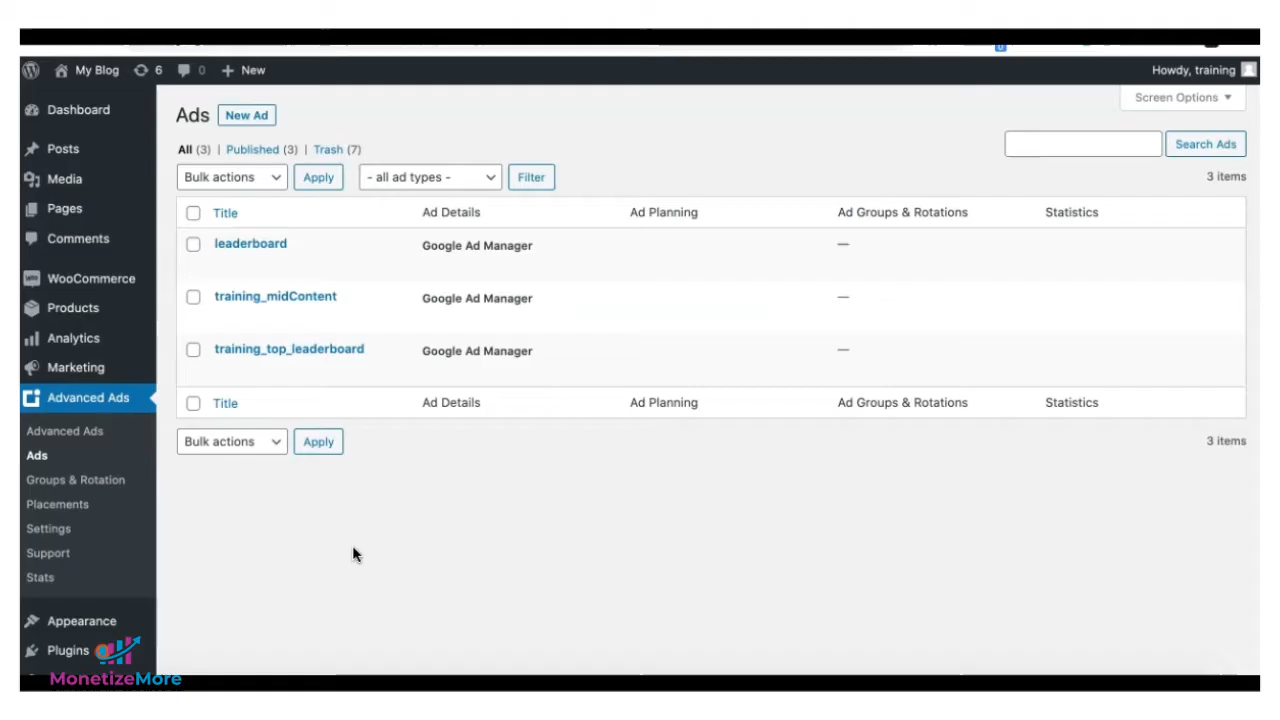 My Blog 6 0 + New Howdy, training
Dashboard
Posts
Media
Pages
Comments
WooCommerce
Products
Analytics
Marketing
Advanced Ads
Advanced Ads
Ads
Groups & Rotation
Placements
Settings
Support
Stats
Appearance
Plugins
MonetizeMore
Screen Options
Ads New Ad
All (3) | Published (3) | Trash (7)
Search Ads
Bulk actions Apply - all ad types - Filter 3 items
Title Ad Details Ad Planning Ad Groups & Rotations Statistics
leaderboard Google Ad Manager —
training_midContent Google Ad Manager —
training_top_leaderboard Google Ad Manager —
Title Ad Details Ad Planning Ad Groups & Rotations Statistics
Bulk actions Apply 3 items